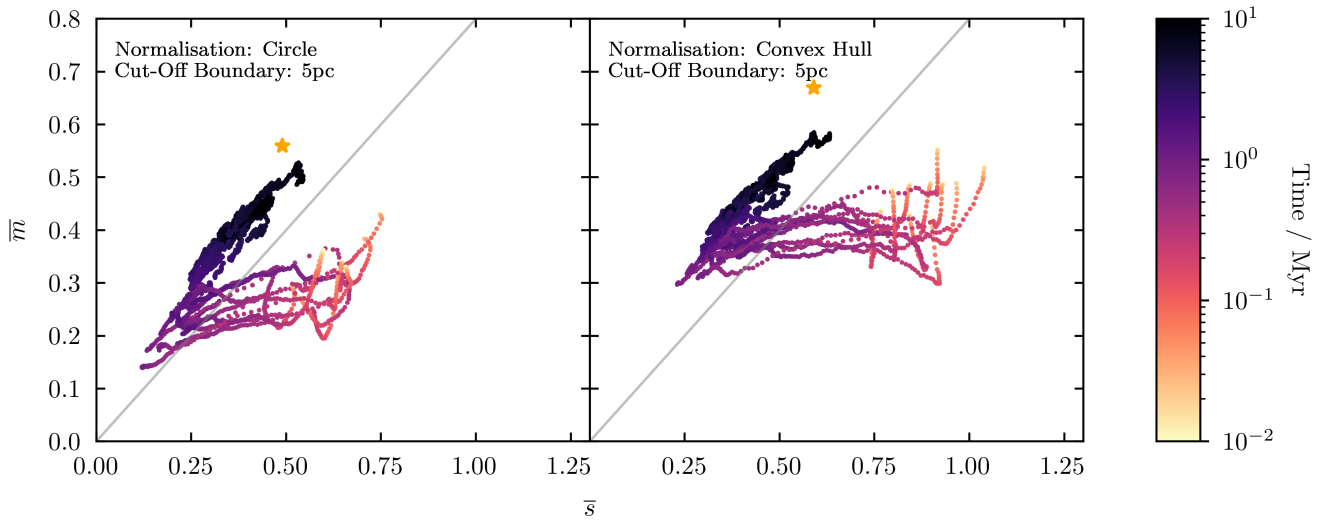 Normalisation: Circle
Cut-Off Boundary: 5pc
Normalisation: Convex Hull
Cut-Off Boundary: 5pc
0.8
0.7
0.6
0.5
0.4
0.3
0.2
0.1
0.0
m̅
0.00 0.25 0.50 0.75 1.00 1.25
0.25 0.50 0.75 1.00 1.25
s̅
10¹
10⁰
10⁻¹
10⁻²
Time / Myr